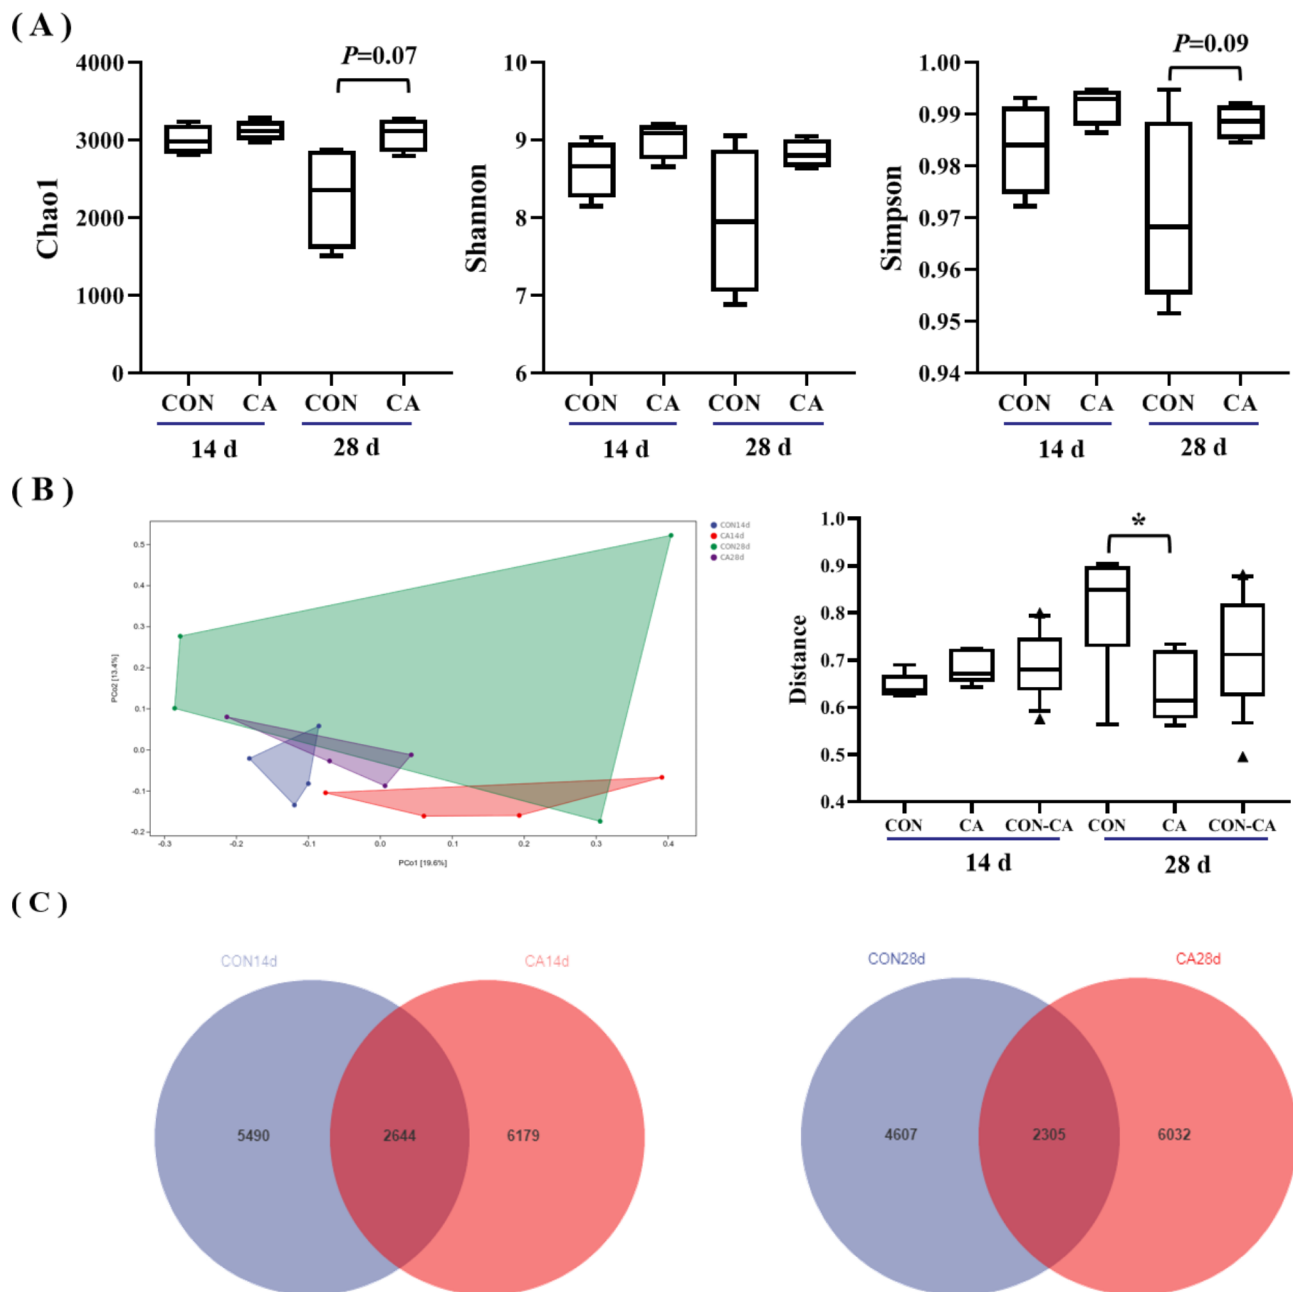 ( A )
P=0.07
P=0.09
4000
3000
2000
1000
0
Chao1
CON CA CON CA
14 d 28 d
10
9
8
7
6
Shannon
CON CA CON CA
14 d 28 d
1.00
0.99
0.98
0.97
0.96
0.95
0.94
Simpson
CON CA CON CA
14 d 28 d
( B )
CON14d
CA14d
CON28d
CA28d
0.5
0.4
0.3
0.2
0.1
0.0
-0.1
-0.2
PCo2 [13.4%]
-0.3 -0.2 -0.1 0.0 0.1 0.2 0.3 0.4
PCo1 [19.6%]
*
1.0
0.9
0.8
0.7
0.6
0.5
0.4
Distance
CON CA CON-CA CON CA CON-CA
14 d 28 d
( C )
CON14d CA14d
5490 2644 6179
CON28d CA28d
4607 2305 6032